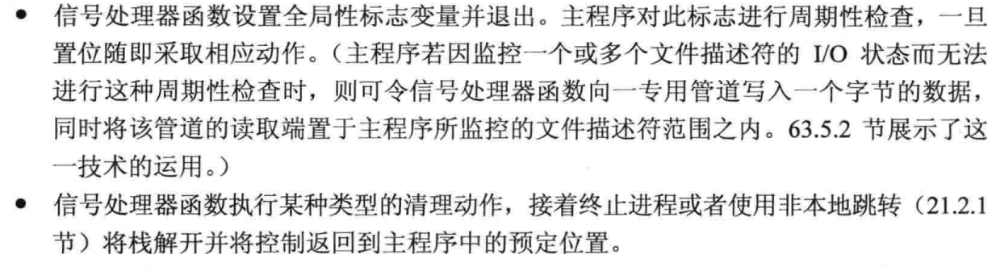 ● 信号处理器函数设置全局性标志变量并退出。主程序对此标志进行周期性检查，一旦
置位随即采取相应动作。（主程序若因监控一个或多个文件描述符的 I/O 状态而无法
进行这种周期性检查时，则可令信号处理器函数向一专用管道写入一个字节的数据，
同时将该管道的读取端置于主程序所监控的文件描述符范围之内。63.5.2 节展示了这
一技术的运用。）
● 信号处理器函数执行某种类型的清理动作，接着终止进程或者使用非本地跳转（21.2.1
节）将栈解开并将控制返回到主程序中的预定位置。